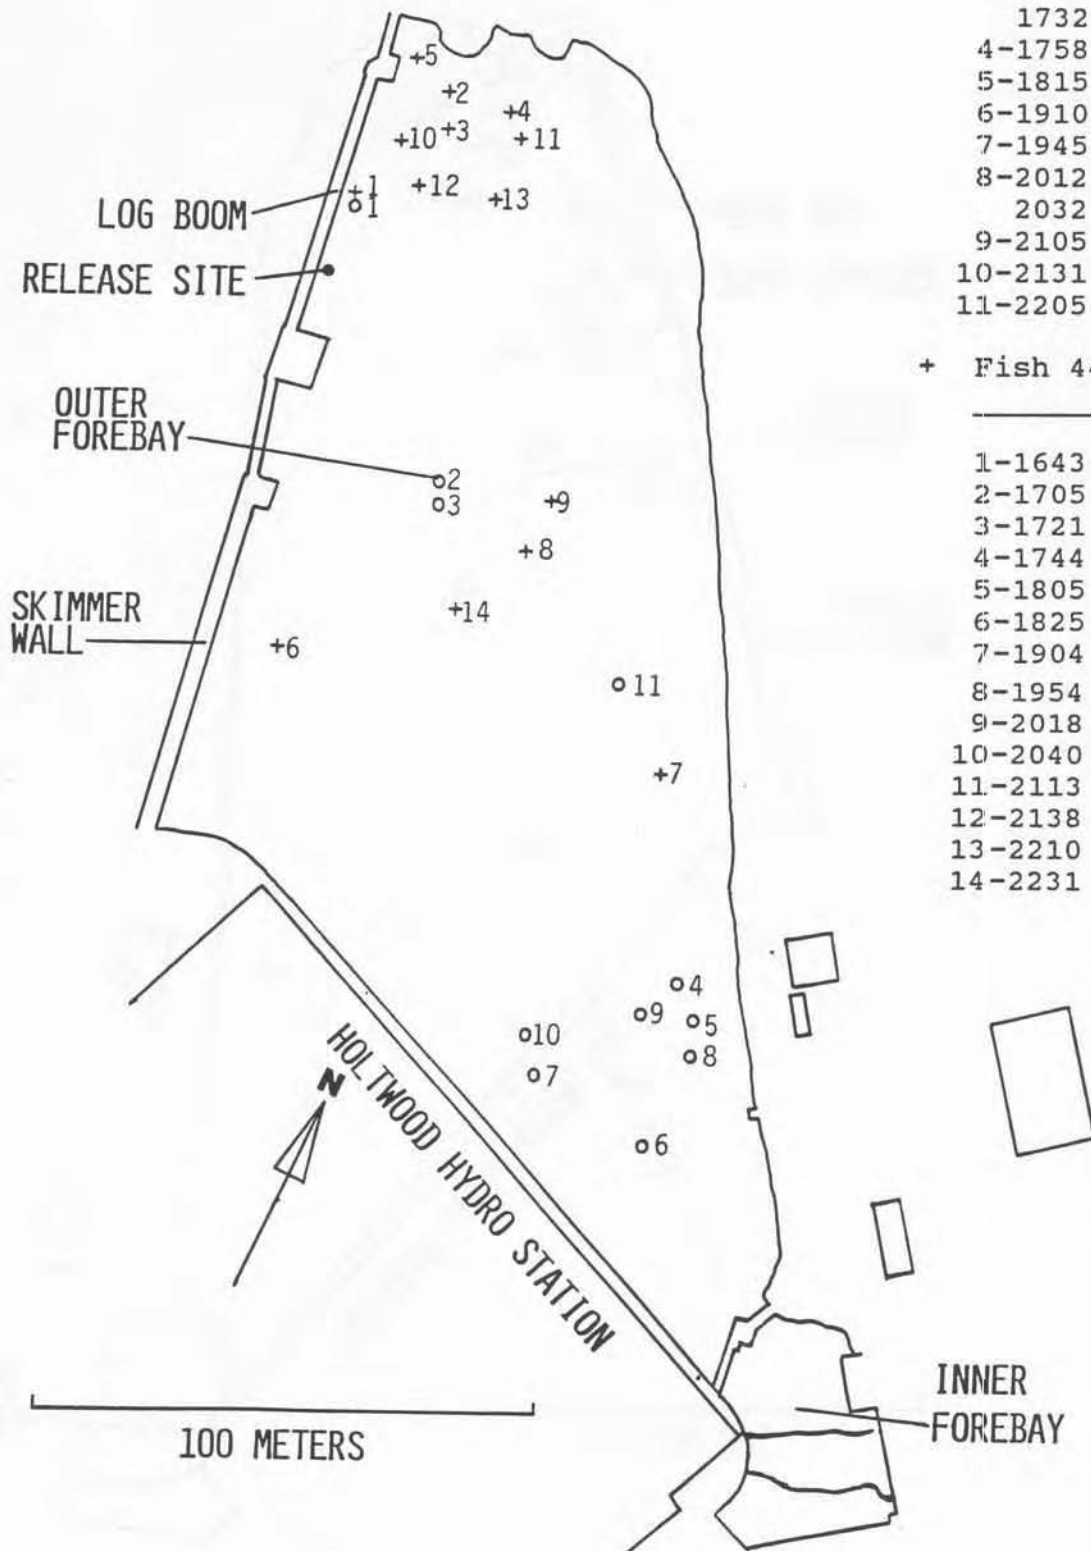 1732
4-1758
5-1815
6-1910
7-1945
8-2012
2032
9-2105
10-2131
11-2205
+ Fish 44
1-1643
2-1705
3-1721
4-1744
5-1805
6-1825
7-1904
8-1954
9-2018
10-2040
11-2113
12-2138
13-2210
14-2231
+5
+2
+4
+3
+10
+11
+1
+12
+13
o1
LOG BOOM
RELEASE SITE
OUTER
FOREBAY
o2
o3
+9
+8
+14
SKIMMER
WALL
+6
o11
+7
o4
o9
o5
o10
o8
o7
o6
N
HOLTWOOD HYDRO STATION
100 METERS
INNER
FOREBAY